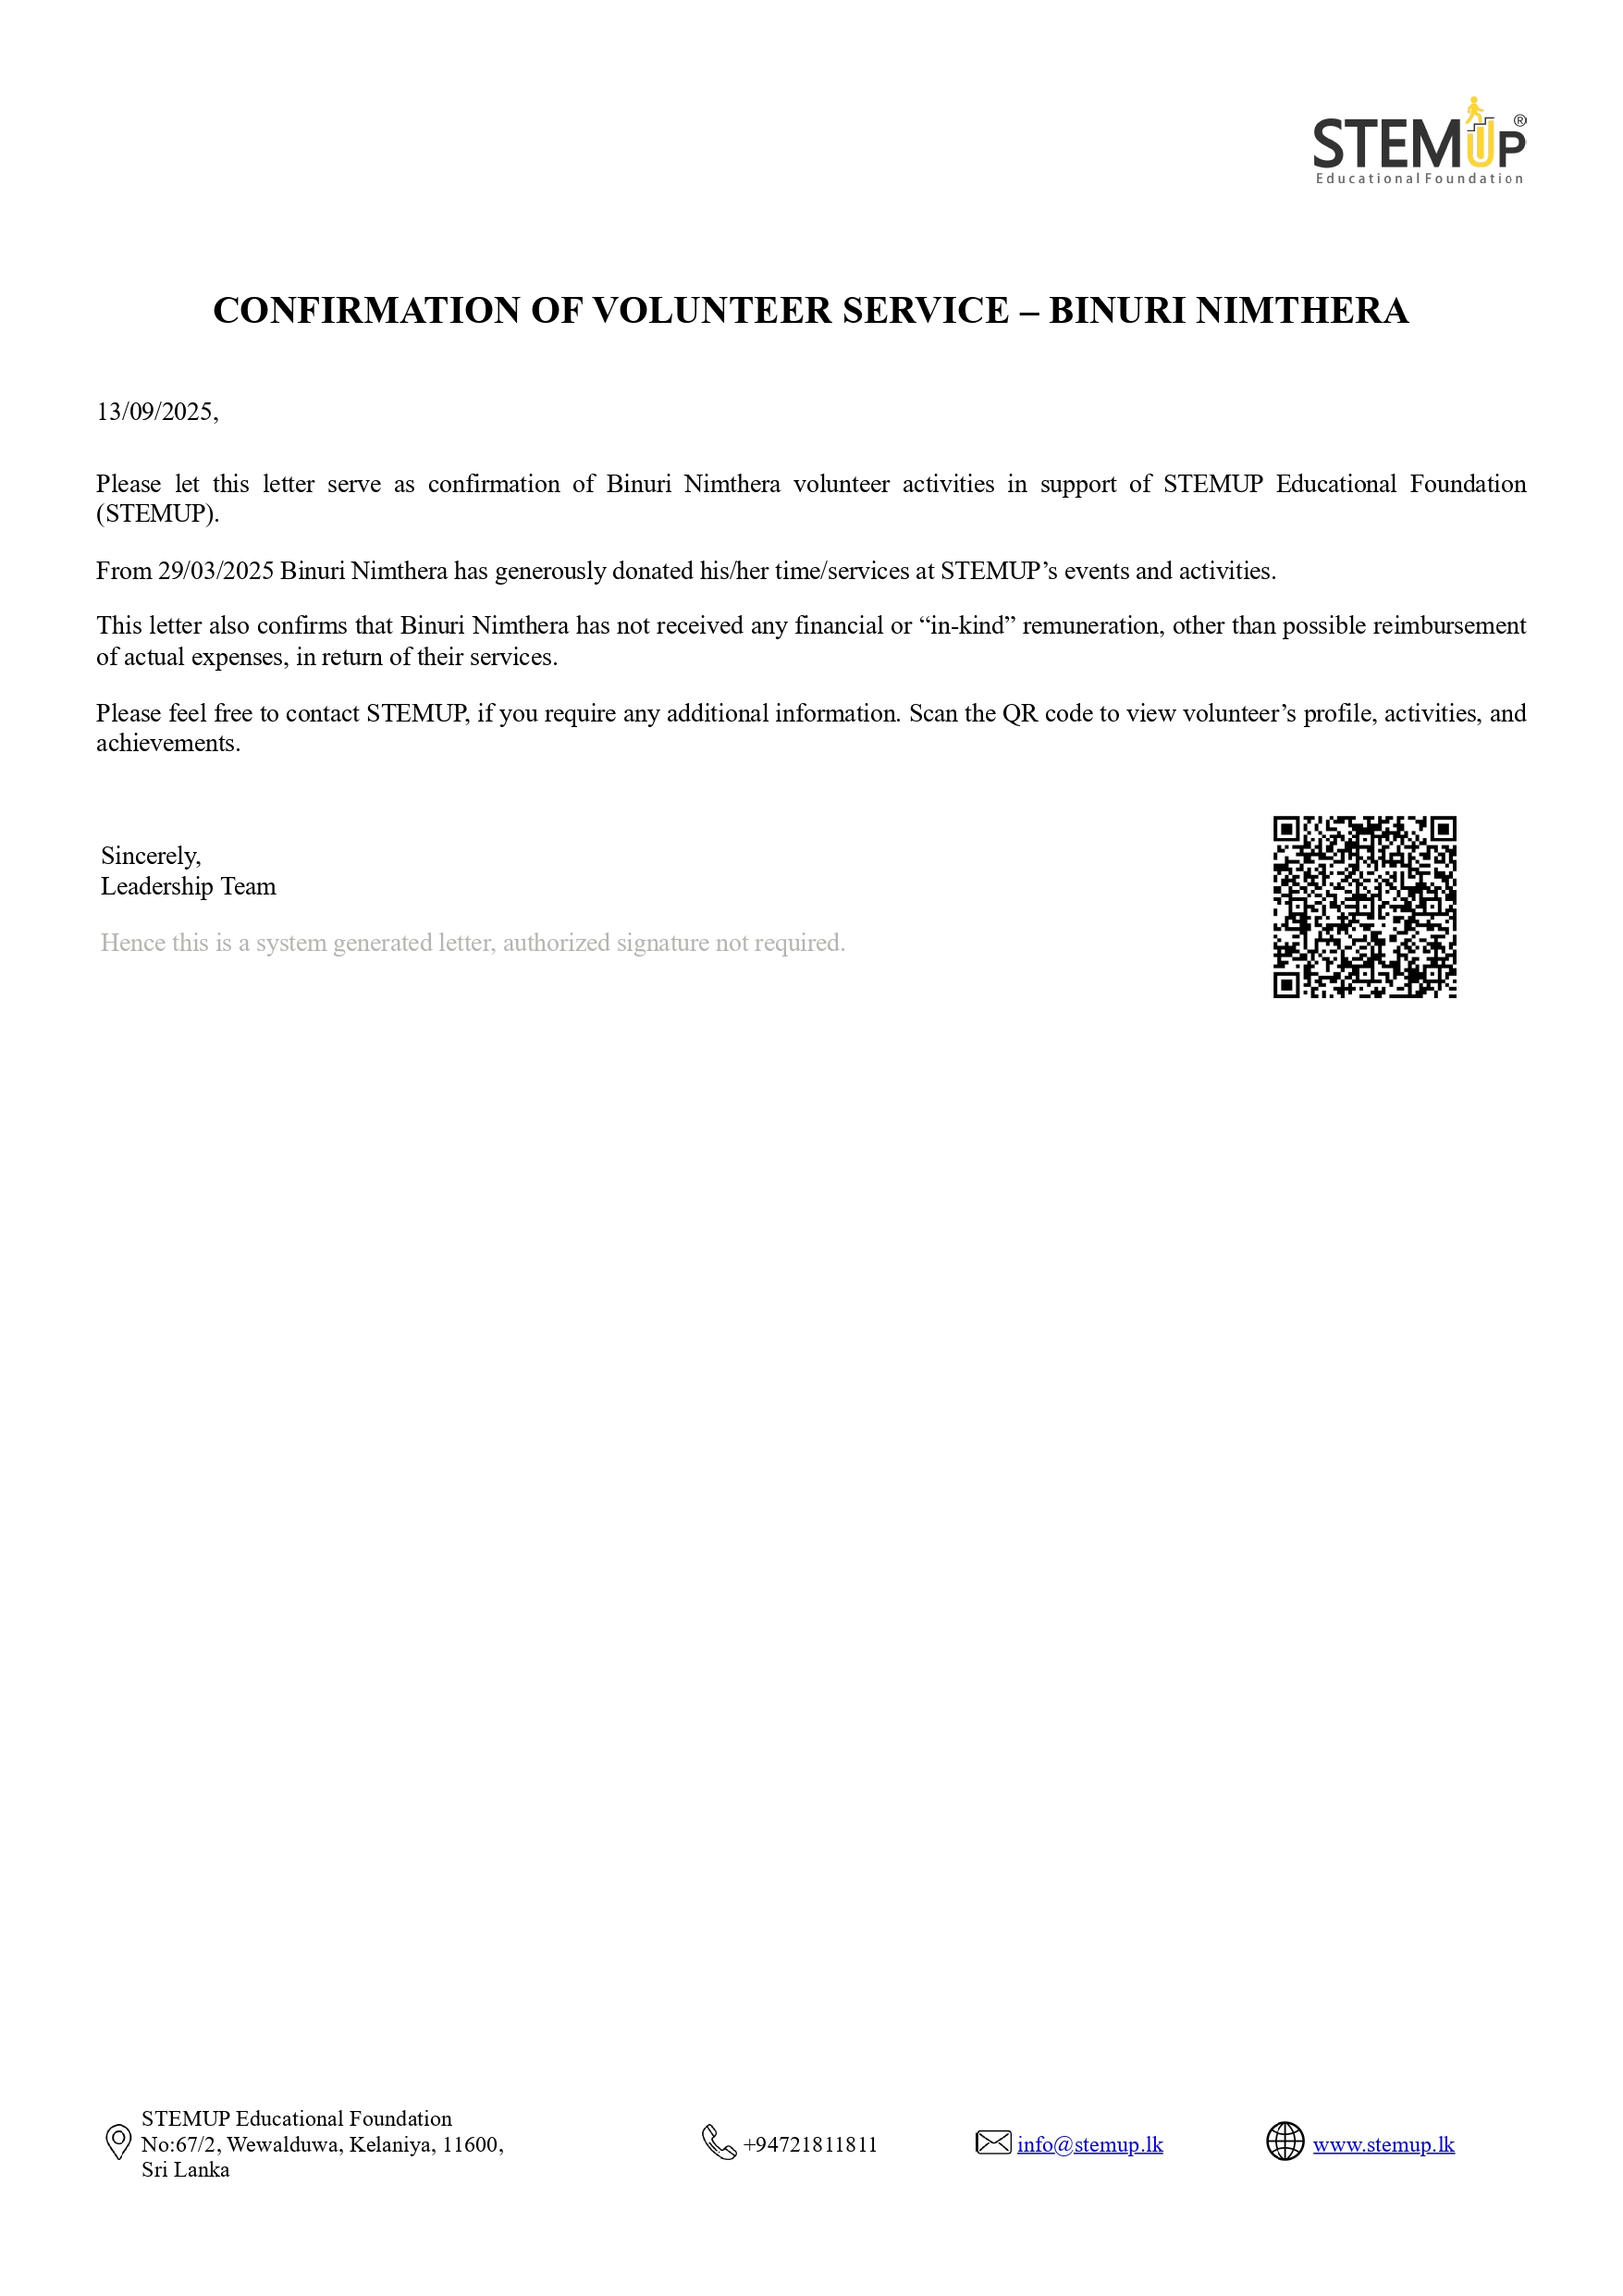 STEMUP®
Educational Foundation
CONFIRMATION OF VOLUNTEER SERVICE – BINURI NIMTHERA
13/09/2025,
Please let this letter serve as confirmation of Binuri Nimthera volunteer activities in support of STEMUP Educational Foundation
(STEMUP).
From 29/03/2025 Binuri Nimthera has generously donated his/her time/services at STEMUP’s events and activities.
This letter also confirms that Binuri Nimthera has not received any financial or “in-kind” remuneration, other than possible reimbursement
of actual expenses, in return of their services.
Please feel free to contact STEMUP, if you require any additional information. Scan the QR code to view volunteer’s profile, activities, and
achievements.
Sincerely,
Leadership Team
Hence this is a system generated letter, authorized signature not required.
STEMUP Educational Foundation
No:67/2, Wewalduwa, Kelaniya, 11600,
Sri Lanka
+94721811811
info@stemup.lk
www.stemup.lk